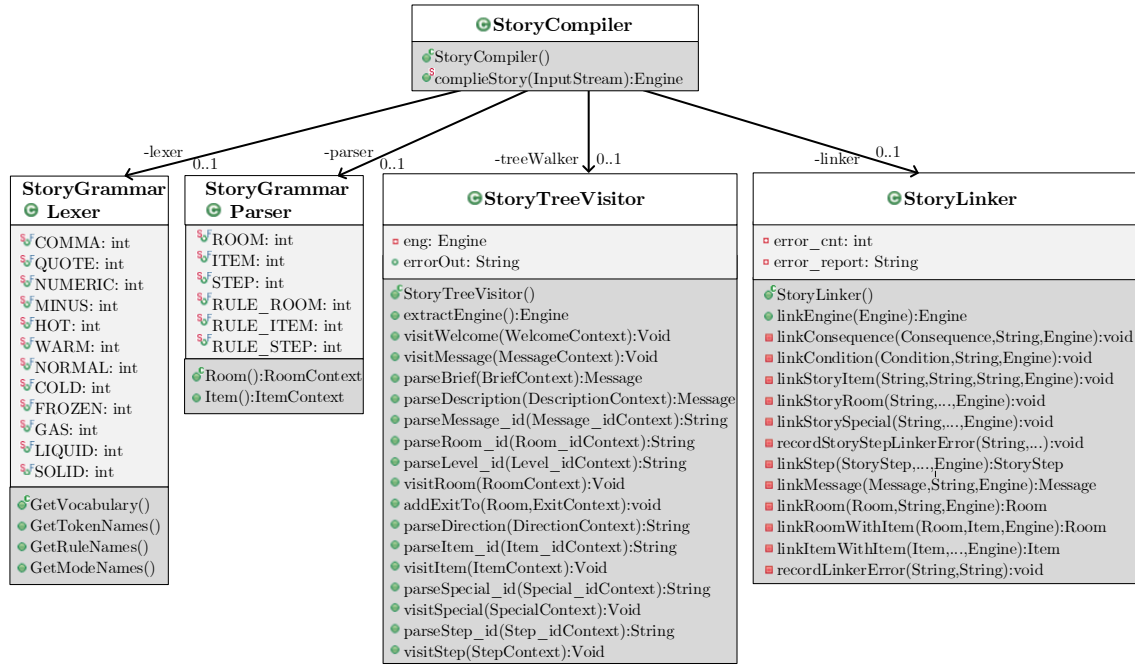 StoryCompiler
StoryCompiler()
complieStory(InputStream):Engine
-lexer
0..1
-parser
0..1
-treeWalker
0..1
-linker
0..1
StoryGrammar
Lexer
COMMA: int
QUOTE: int
NUMERIC: int
MINUS: int
HOT: int
WARM: int
NORMAL: int
COLD: int
FROZEN: int
GAS: int
LIQUID: int
SOLID: int
GetVocabulary()
GetTokenNames()
GetRuleNames()
GetModeNames()
StoryGrammar
Parser
ROOM: int
ITEM: int
STEP: int
RULE_ROOM: int
RULE_ITEM: int
RULE_STEP: int
Room():RoomContext
Item():ItemContext
StoryTreeVisitor
eng: Engine
errorOut: String
StoryTreeVisitor()
extractEngine():Engine
visitWelcome(WelcomeContext):Void
visitMessage(MessageContext):Void
parseBrief(BriefContext):Message
parseDescription(DescriptionContext):Message
parseMessage_id(Message_idContext):String
parseRoom_id(Room_idContext):String
parseLevel_id(Level_idContext):String
visitRoom(RoomContext):Void
addExitTo(Room,ExitContext):void
parseDirection(DirectionContext):String
parseItem_id(Item_idContext):String
visitItem(ItemContext):Void
parseSpecial_id(Special_idContext):String
visitSpecial(SpecialContext):Void
parseStep_id(Step_idContext):String
visitStep(StepContext):Void
StoryLinker
error_cnt: int
error_report: String
StoryLinker()
linkEngine(Engine):Engine
linkConsequence(Consequence,String,Engine):void
linkCondition(Condition,String,Engine):void
linkStoryItem(String,String,String,Engine):void
linkStoryRoom(String,...,Engine):void
linkStorySpecial(String,...,Engine):void
recordStoryStepLinkerError(String,...):void
linkStep(StoryStep,...,Engine):StoryStep
linkMessage(Message,String,Engine):Message
linkRoom(Room,String,Engine):Room
linkRoomWithItem(Room,Item,Engine):Room
linkItemWithItem(Item,...,Engine):Item
recordLinkerError(String,String):void